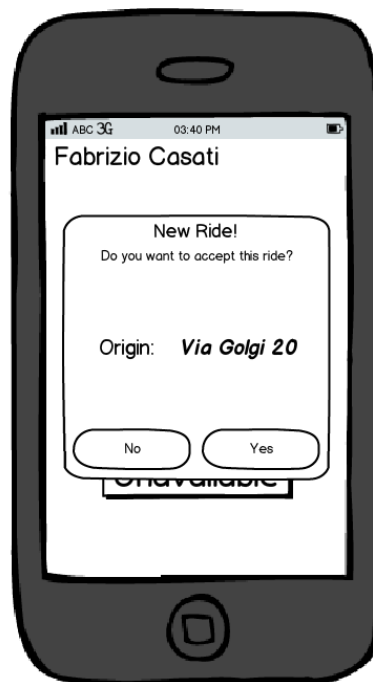 ABC 3G 03:40 PM
Fabrizio Casati
New Ride!
Do you want to accept this ride?
Origin: Via Golgi 20
No Yes
Unavailable